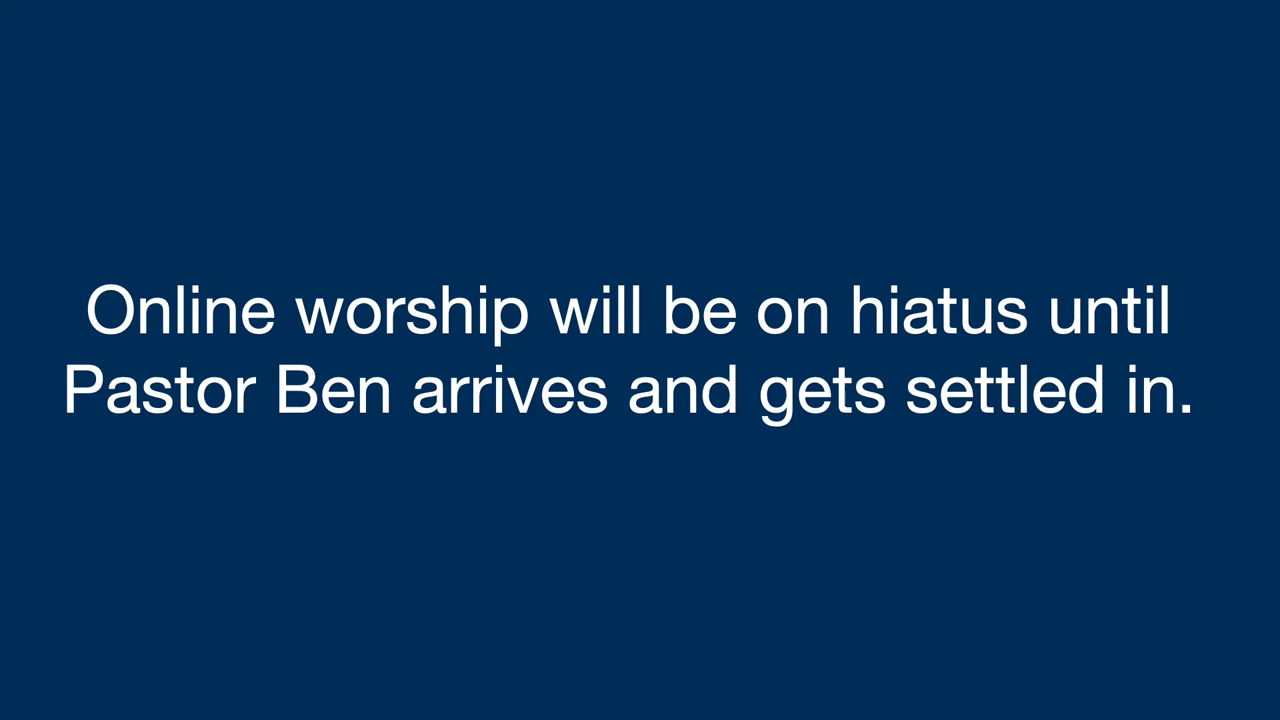 Online worship will be on hiatus until
Pastor Ben arrives and gets settled in.